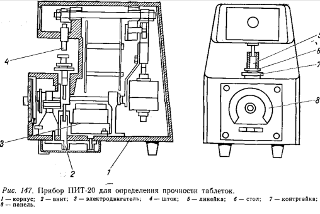 4
3
2
1
5
6
7
8
Рис. 147. Прибор ПИТ-20 для определения прочности таблеток.
1 — корпус; 2 — винт; 3 — электродвигатель; 4 — шток; 5 — линейка; 6 — стол; 7 — контргайка;
8 — панель.